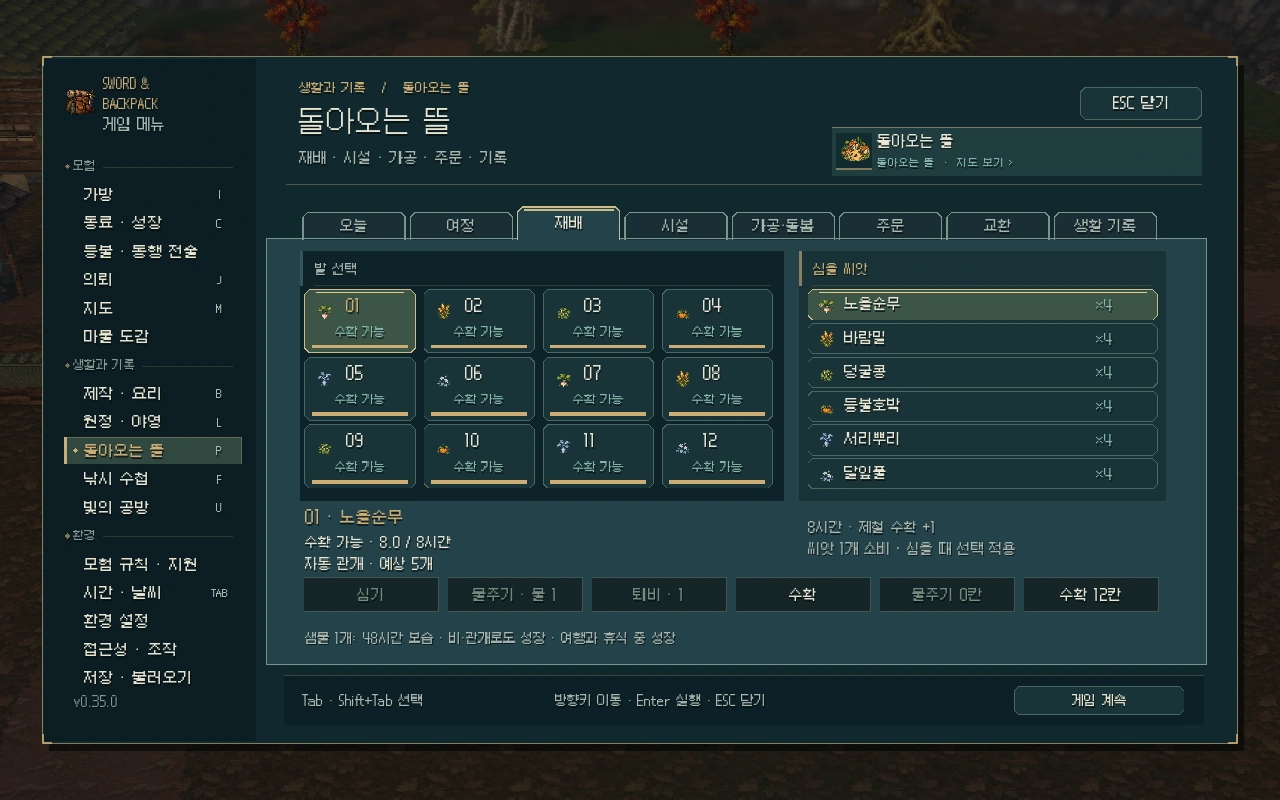 SWORD &
BACKPACK
게임 메뉴
모험
가방 I
동료 · 성장 C
등불 · 동행 전술
의뢰 J
지도 M
마물 도감
생활과 기록
제작 · 요리 B
원정 · 야영 L
돌아오는 뜰 P
낚시 수첩 F
빛의 공방 U
환경
모험 규칙 · 지원
시간 · 날씨 TAB
환경 설정
접근성 · 조작
저장 · 불러오기
v0.35.0
생활과 기록 / 돌아오는 뜰
돌아오는 뜰
재배 · 시설 · 가공 · 주문 · 기록
ESC 닫기
돌아오는 뜰
돌아오는 뜰 · 지도 보기 >
오늘 여정 재배 시설 가공·돌봄 주문 교환 생활 기록
밭 선택
01 02 03 04
수확 가능 수확 가능 수확 가능 수확 가능
05 06 07 08
수확 가능 수확 가능 수확 가능 수확 가능
09 10 11 12
수확 가능 수확 가능 수확 가능 수확 가능
심을 씨앗
노을순무 ×4
바람밀 ×4
덩굴콩 ×4
등불호박 ×4
서리뿌리 ×4
달잎풀 ×4
01 · 노을순무
수확 가능 · 8.0 / 8시간
자동 관개 · 예상 5개
8시간 · 제철 수확 +1
씨앗 1개 소비 · 심을 때 선택 적용
심기 물주기 · 물 1 퇴비 · 1 수확 물주기 0칸 수확 12칸
샘물 1개: 48시간 보습 · 비·관개로도 성장 · 여행과 휴식 중 성장
Tab · Shift+Tab 선택 방향키 이동 · Enter 실행 · ESC 닫기 게임 계속